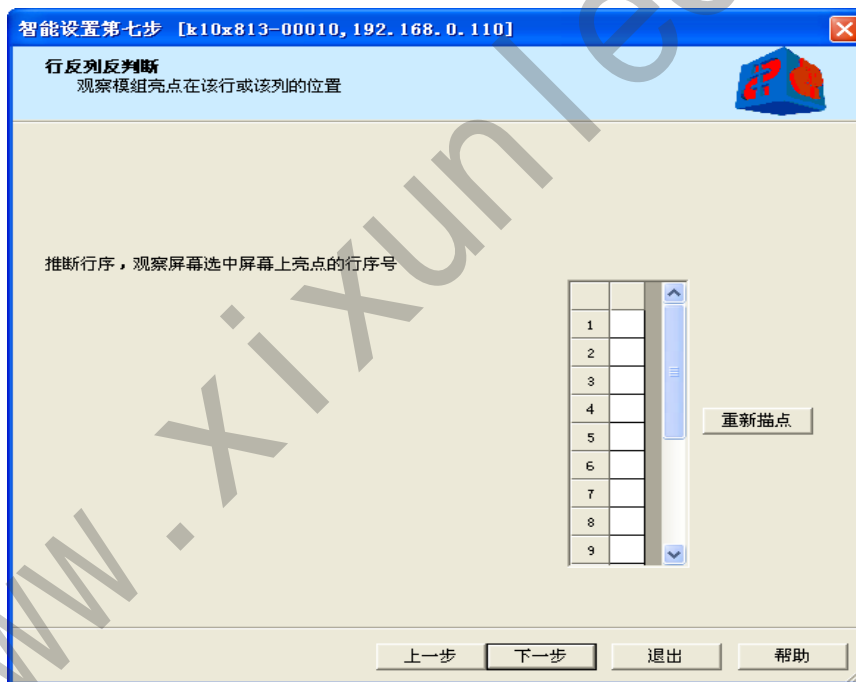 智能设置第七步 [k10x813-00010,192.168.0.110]
行反列反判断
观察模组亮点在该行或该列的位置
推断行序，观察屏幕选中屏幕上亮点的行序号
1
2
3
4
5
6
7
8
9
重新描点
上一步
下一步
退出
帮助
www.xixunled